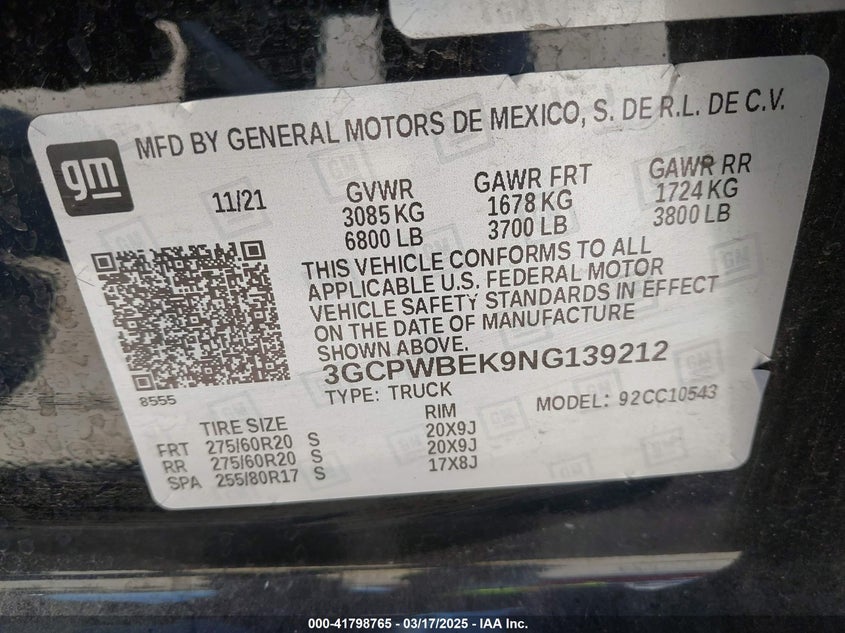 MFD BY GENERAL MOTORS DE MEXICO, S. DE R.L. DE C.V.
gm
11/21
GVWR
3085 KG
6800 LB
GAWR FRT
1678 KG
3700 LB
GAWR RR
1724 KG
3800 LB
THIS VEHICLE CONFORMS TO ALL
APPLICABLE U.S. FEDERAL MOTOR
VEHICLE SAFETY STANDARDS IN EFFECT
ON THE DATE OF MANUFACTURE
SHOWN ABOVE.
3GCPWBEK9NG139212
8555
TYPE: TRUCK
MODEL: 92CC10543
TIRE SIZE RIM
FRT 275/60R20 S 20X9J
RR 275/60R20 S 20X9J
SPA 255/80R17 S 17X8J
000-41798765 — 03/17/2025 — IAA Inc.